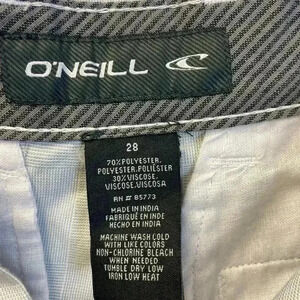 O'NEILL
28
70% POLYESTER.
POLYESTER.POLIÉSTER
30% VISCOSE.
VISCOSE.VISCOSA
RN # 85773
MADE IN INDIA
FABRIQUÉ EN INDE
HECHO EN INDIA
MACHINE WASH COLD
WITH LIKE COLORS
NON-CHLORINE BLEACH
WHEN NEEDED
TUMBLE DRY LOW
IRON LOW HEAT